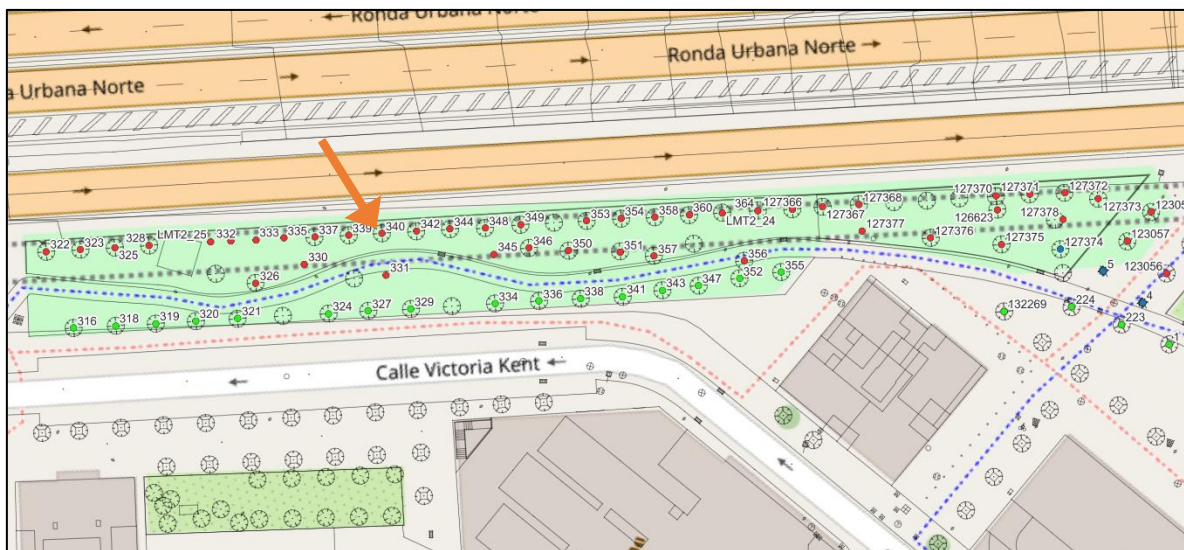 Ronda Urbana Norte
Ronda Urbana Norte
a Urbana Norte
364 127366 127368 127370 127371 127372
322 323 328 LMT2_25 332 333 335 337 339 340 342 344 348 349 353 354 358 360 LMT2_24 127367 126623 127378 127373
325 345 346 350 351 357 127377 127376 127375 127374 123057
326 330 331 356 352 355 5 123056
316 318 319 320 321 324 327 329 334 336 338 341 343 347 132269 224 4
223 1
Calle Victoria Kent